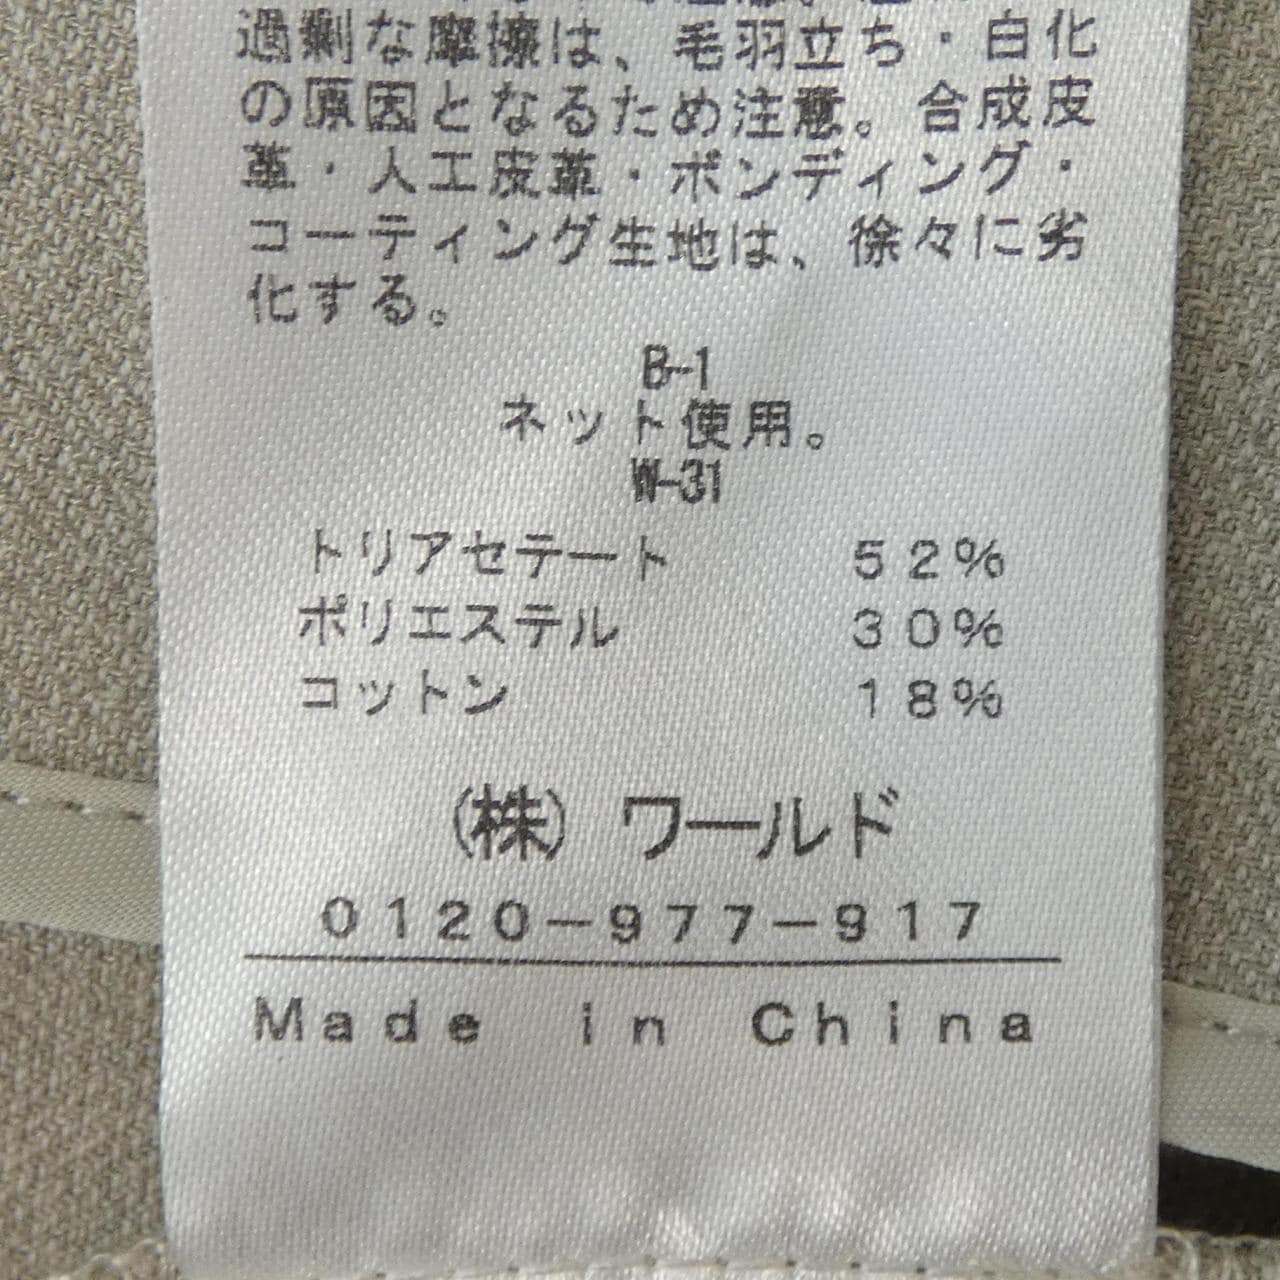 過剰な摩擦は、毛羽立ち・白化
の原因となるため注意。合成皮
革・人工皮革・ボンディング・
コーティング生地は、徐々に劣
化する。
B-1
ネット使用。
W-31
トリアセテート 52%
ポリエステル 30%
コットン 18%
(株) ワールド
0120-977-917
Made in China